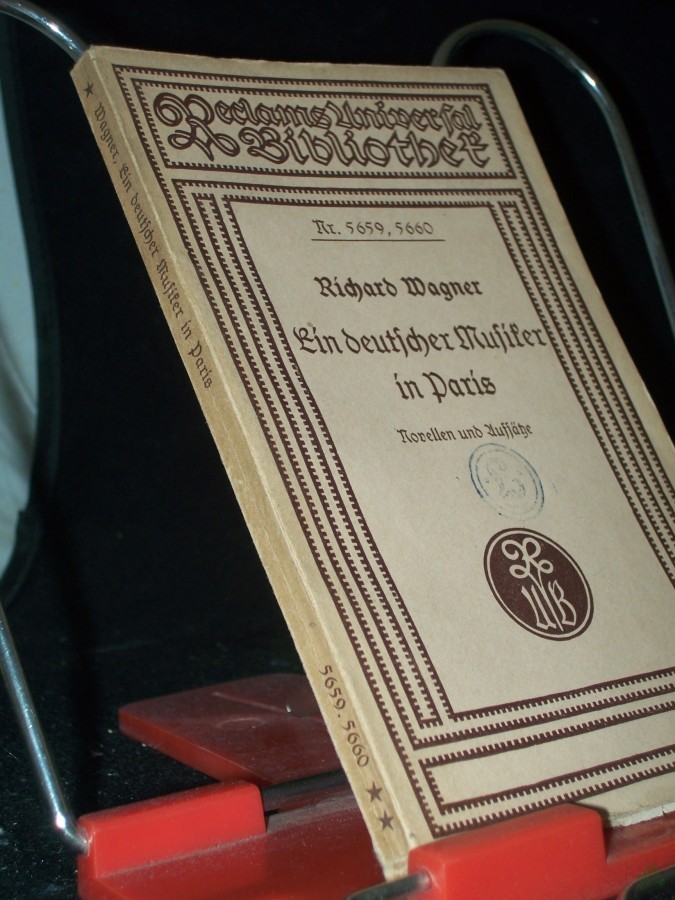 Reclams Universal
Bibliothek
Nr. 5659, 5660
Richard Wagner
Ein deutscher Musiker
in Paris
Novellen und Aufsätze
R
UB
Wagner, Ein deutscher Musiker in Paris
5659. 5660